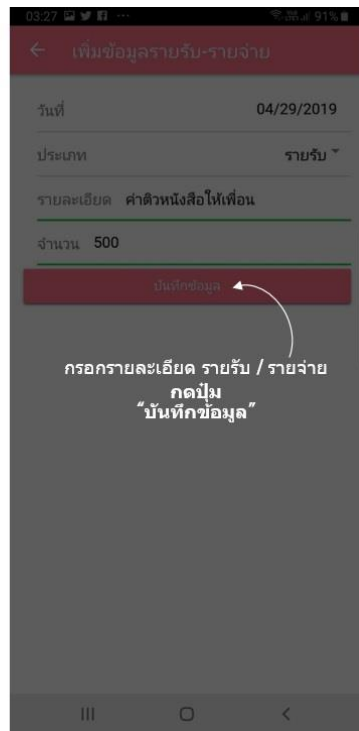 03:27
91%
เพิ่มข้อมูลรายรับ-รายจ่าย
วันที่ 04/29/2019
ประเภท รายรับ
รายละเอียด ค่าติวหนังสือให้เพื่อน
จำนวน 500
บันทึกข้อมูล
กรอกรายละเอียด รายรับ / รายจ่าย
กดปุ่ม
“บันทึกข้อมูล”